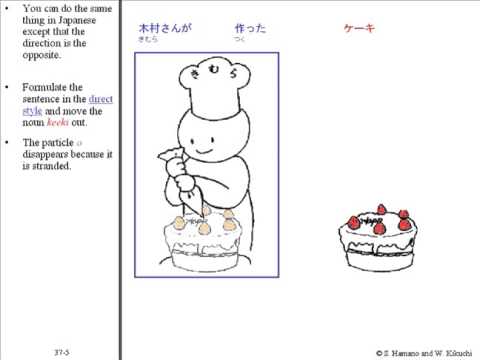 • You can do the same
thing in Japanese
except that the
direction is the
opposite.
• Formulate the
sentence in the direct
style and move the
noun keeki out.
• The particle o
disappears because it
is stranded.
木村さんが 作った ケーキ
きむら つく
きむら
37-5
© S. Hamano and W. Kikuchi